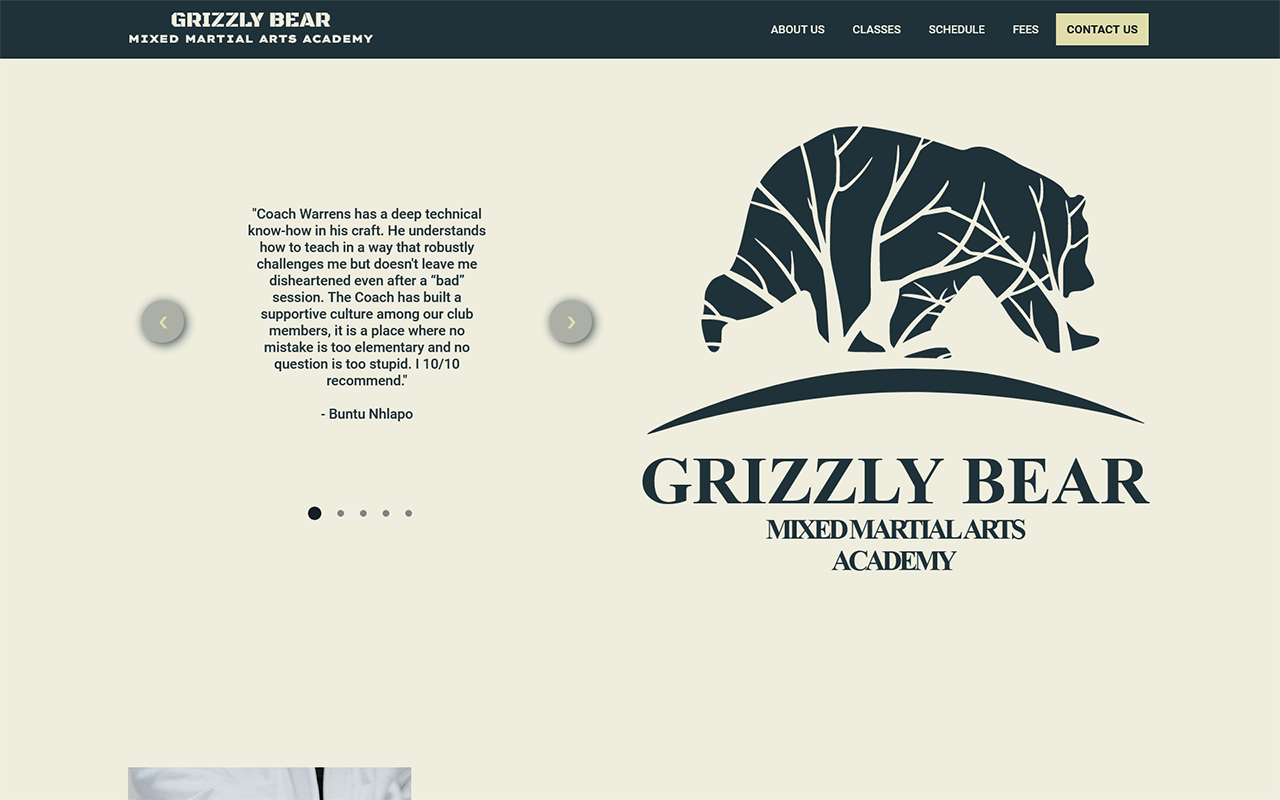 GRIZZLY BEAR
MIXED MARTIAL ARTS ACADEMY
ABOUT US
CLASSES
SCHEDULE
FEES
CONTACT US
"Coach Warrens has a deep technical
know-how in his craft. He understands
how to teach in a way that robustly
challenges me but doesn't leave me
disheartened even after a “bad”
session. The Coach has built a
supportive culture among our club
members, it is a place where no
mistake is too elementary and no
question is too stupid. I 10/10
recommend."
- Buntu Nhlapo
GRIZZLY BEAR
MIXED MARTIAL ARTS
ACADEMY